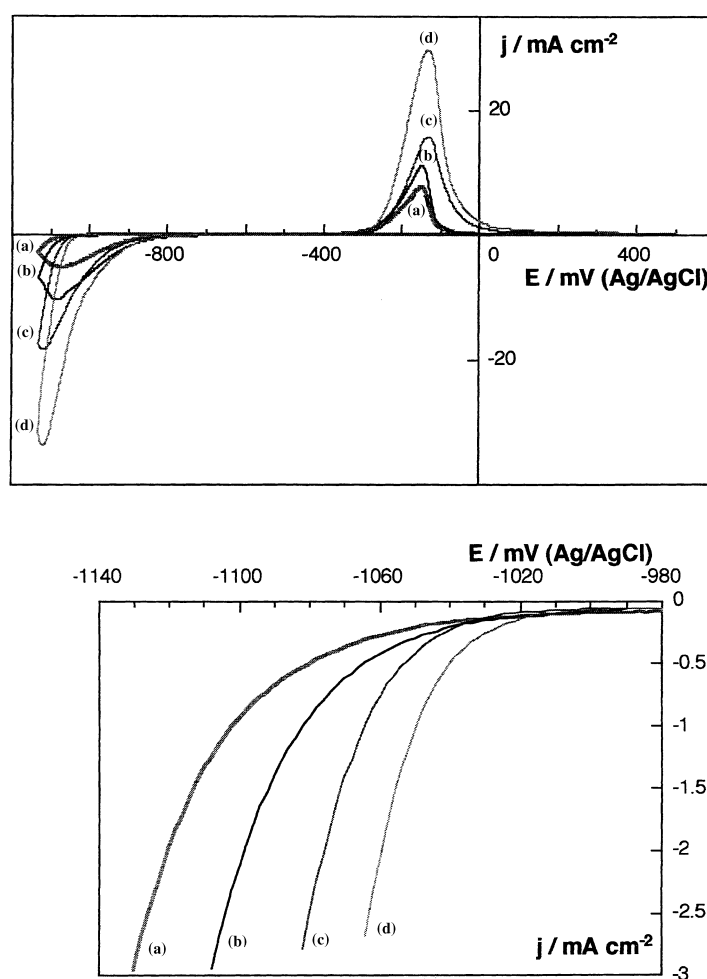 (d)
j / mA cm-2
20
(c)
(b)
(a)
(a)
-800
-400
0
400
(b)
E / mV (Ag/AgCl)
(c)
-20
(d)
E / mV (Ag/AgCl)
-1140
-1100
-1060
-1020
-980
0
-0.5
-1
-1.5
-2
-2.5
(a)
(b)
(c)
(d)
j / mA cm-2
-3